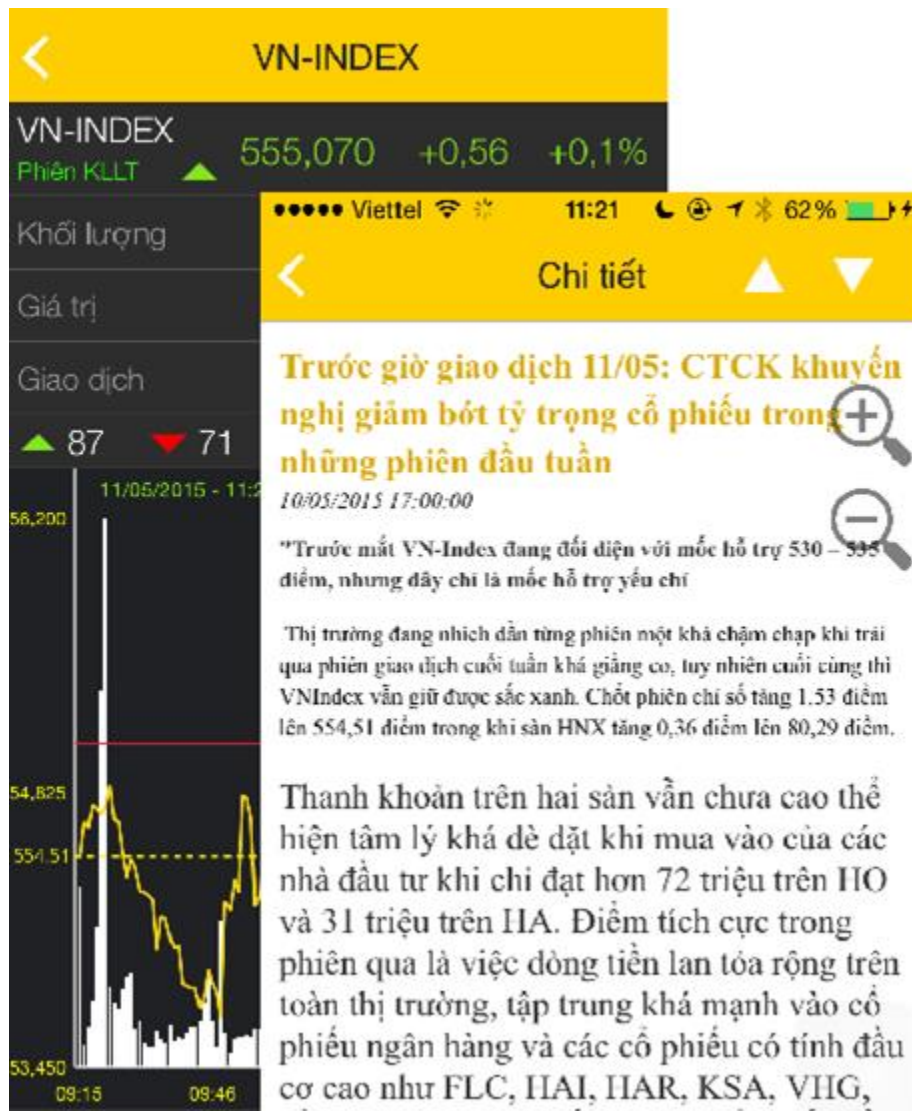 VN-INDEX
VN-INDEX
Phiên KLLT
555,070 +0,56 +0,1%
Khối lượng
Giá trị
Giao dịch
87 71
11/05/2015 - 11:2
56,200
54,825
554.51
53,450
09:15 09:46
Viettel 11:21 62%
Chi tiết
Trước giờ giao dịch 11/05: CTCK khuyến
nghị giảm bớt tỷ trọng cổ phiếu trong
những phiên đầu tuần
10/05/2015 17:00:00
"Trước mắt VN-Index đang đối diện với mốc hỗ trợ 530 – 535
điểm, nhưng đây chỉ là mốc hỗ trợ yếu chí
Thị trường đang nhích dần từng phiên một khá chậm chạp khi trải
qua phiên giao dịch cuối tuần khá giằng co, tuy nhiên cuối cùng thì
VNIndex vẫn giữ được sắc xanh. Chốt phiên chỉ số tăng 1.53 điểm
lên 554,51 điểm trong khi sàn HNX tăng 0,36 điểm lên 80,29 điểm.
Thanh khoản trên hai sàn vẫn chưa cao thể
hiện tâm lý khá dè dặt khi mua vào của các
nhà đầu tư khi chỉ đạt hơn 72 triệu trên HO
và 31 triệu trên HA. Điểm tích cực trong
phiên qua là việc dòng tiền lan tỏa rộng trên
toàn thị trường, tập trung khá mạnh vào cổ
phiếu ngân hàng và các cổ phiếu có tính đầu
cơ cao như FLC, HAI, HAR, KSA, VHG,